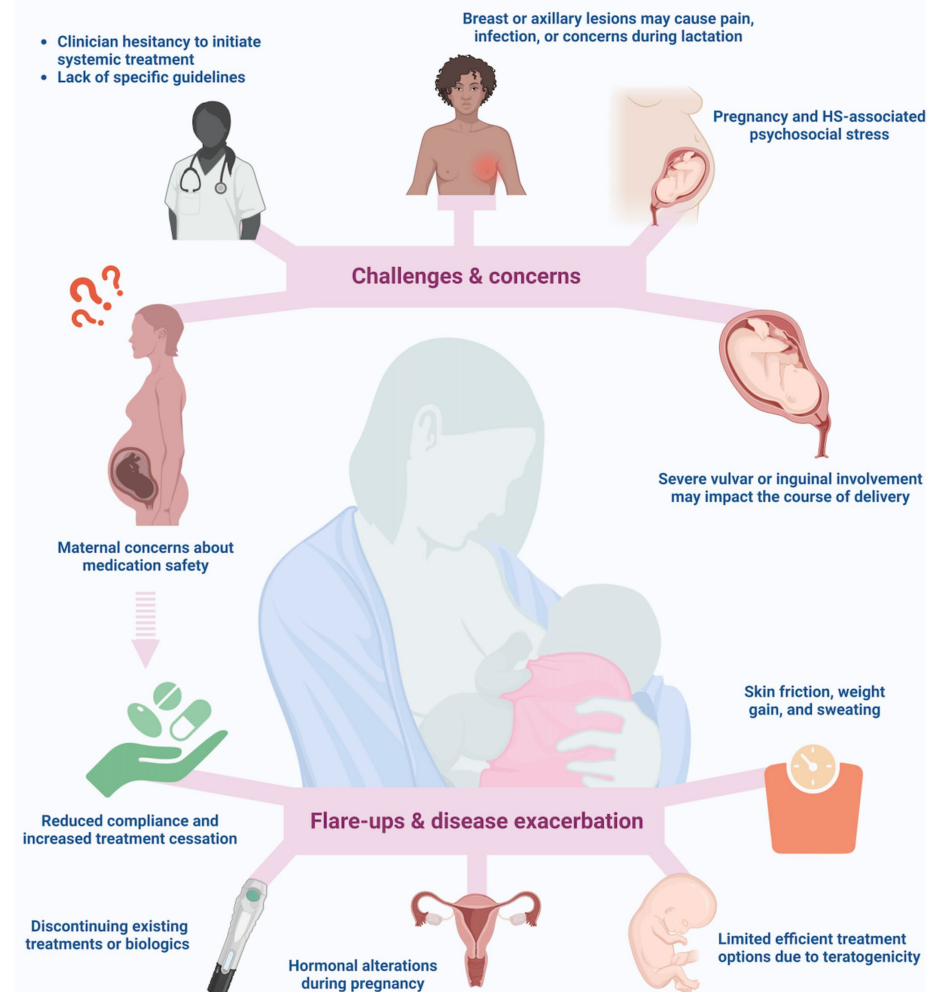 • Clinician hesitancy to initiate
systemic treatment
• Lack of specific guidelines
Breast or axillary lesions may cause pain,
infection, or concerns during lactation
Pregnancy and HS-associated
psychosocial stress
Challenges & concerns
???
Maternal concerns about
medication safety
Severe vulvar or inguinal involvement
may impact the course of delivery
Skin friction, weight
gain, and sweating
Reduced compliance and
increased treatment cessation
Flare-ups & disease exacerbation
Discontinuing existing
treatments or biologics
Hormonal alterations
during pregnancy
Limited efficient treatment
options due to teratogenicity